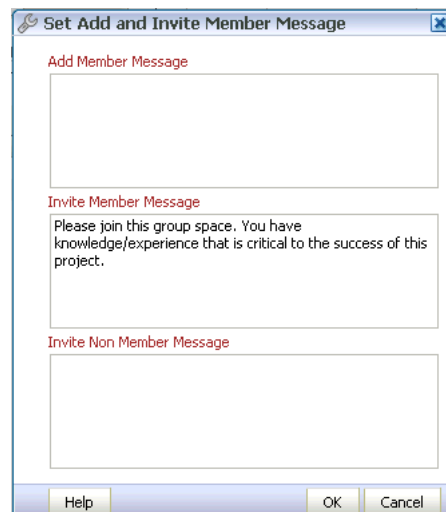 Set Add and Invite Member Message
Add Member Message
Invite Member Message
Please join this group space. You have
knowledge/experience that is critical to the success of this
project.
Invite Non Member Message
Help OK Cancel